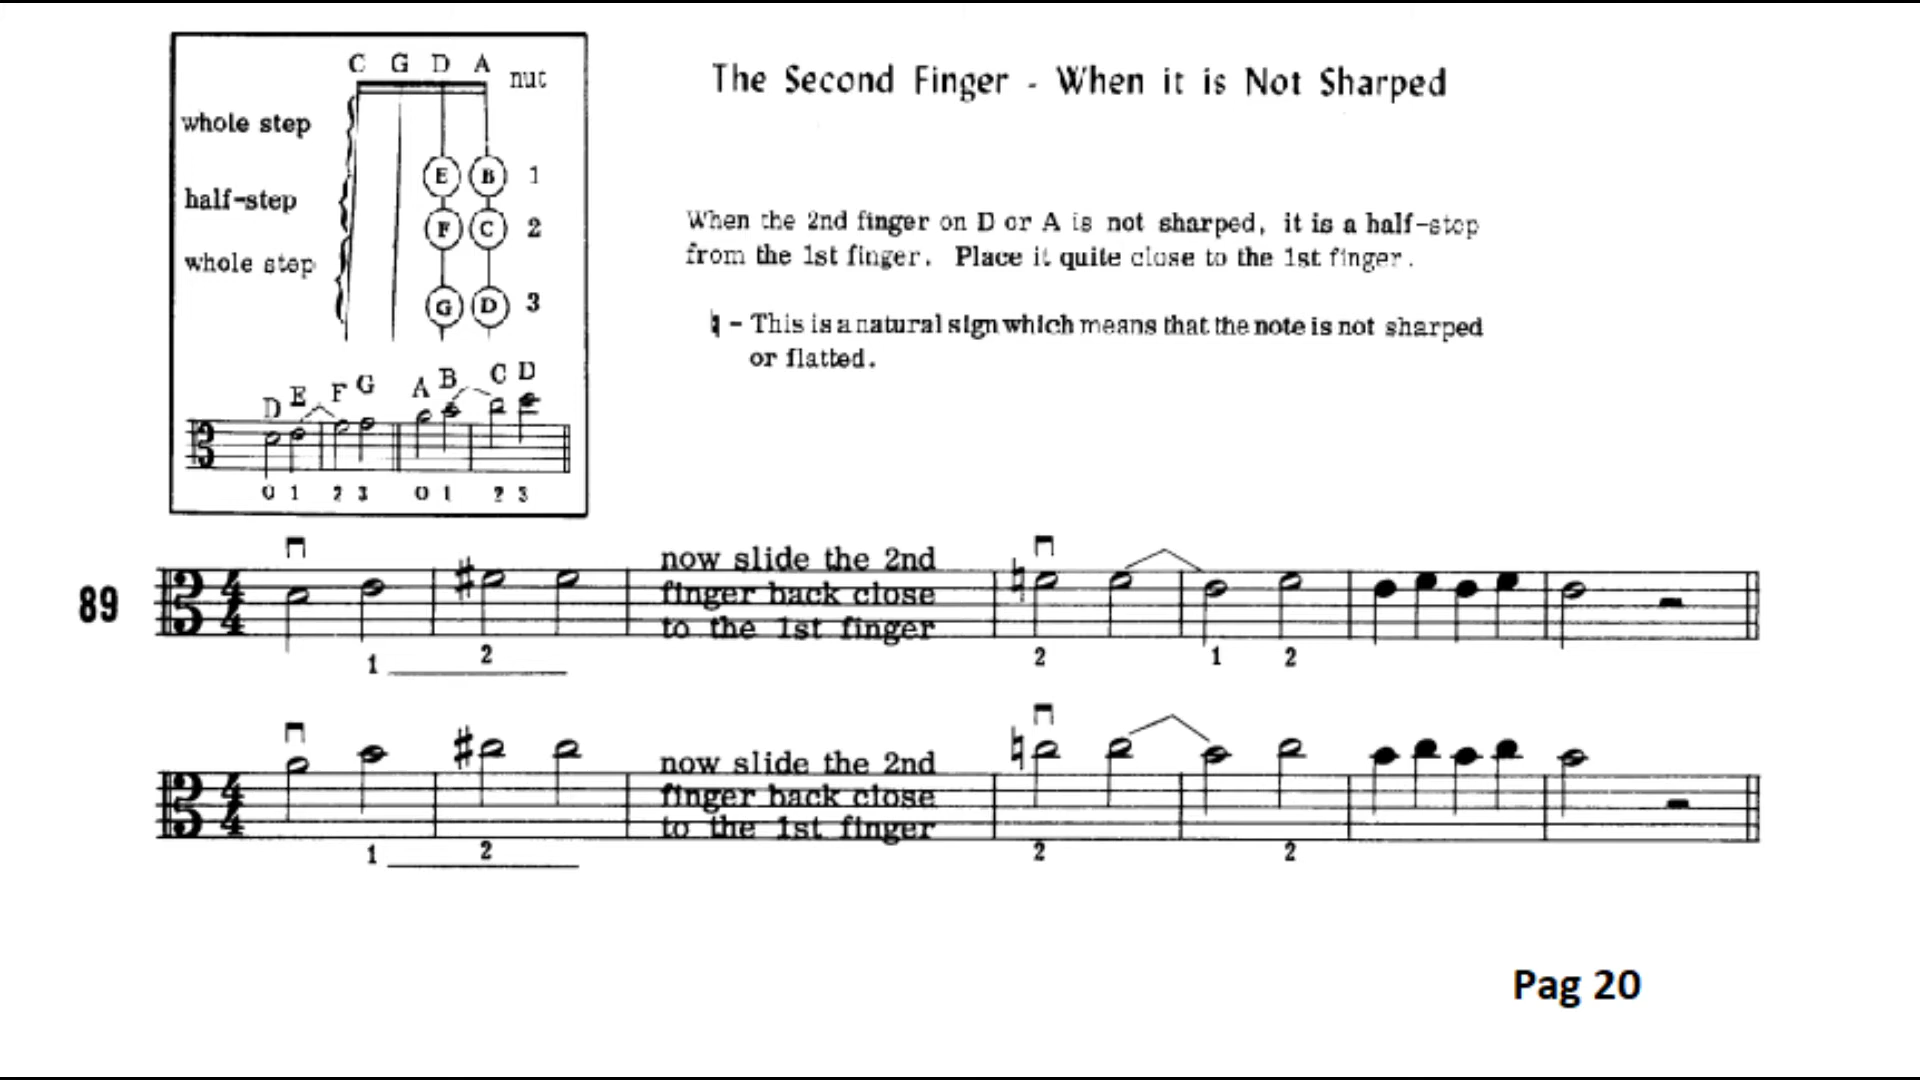 C G D A nut
whole step
E B 1
half-step
F C 2
whole step
G D 3
D E F G A B C D
0 1 2 3 0 1 2 3
The Second Finger - When it is Not Sharped
When the 2nd finger on D or A is not sharped, it is a half-step
from the 1st finger. Place it quite close to the 1st finger.
♮ - This is a natural sign which means that the note is not sharped
or flatted.
89
4
4
now slide the 2nd
finger back close
to the 1st finger
1 2 2 1 2
4
4
now slide the 2nd
finger back close
to the 1st finger
1 2 2 2
Pag 20